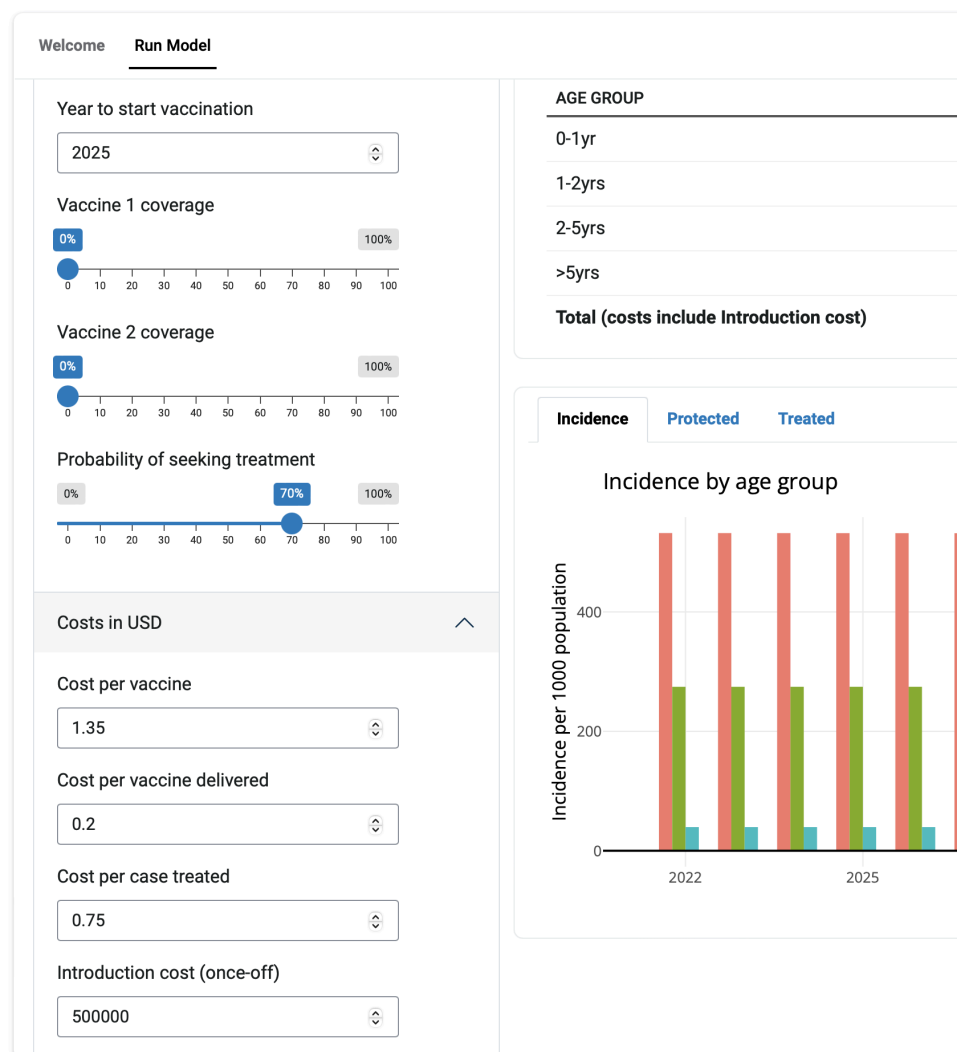 Welcome Run Model
Year to start vaccination
2025
Vaccine 1 coverage
0% 100%
0 10 20 30 40 50 60 70 80 90 100
Vaccine 2 coverage
0% 100%
0 10 20 30 40 50 60 70 80 90 100
Probability of seeking treatment
0% 70% 100%
0 10 20 30 40 50 60 70 80 90 100
Costs in USD
Cost per vaccine
1.35
Cost per vaccine delivered
0.2
Cost per case treated
0.75
Introduction cost (once-off)
500000
AGE GROUP
0-1yr
1-2yrs
2-5yrs
>5yrs
Total (costs include Introduction cost)
Incidence Protected Treated
Incidence by age group
Incidence per 1000 population
400
200
0
2022 2025